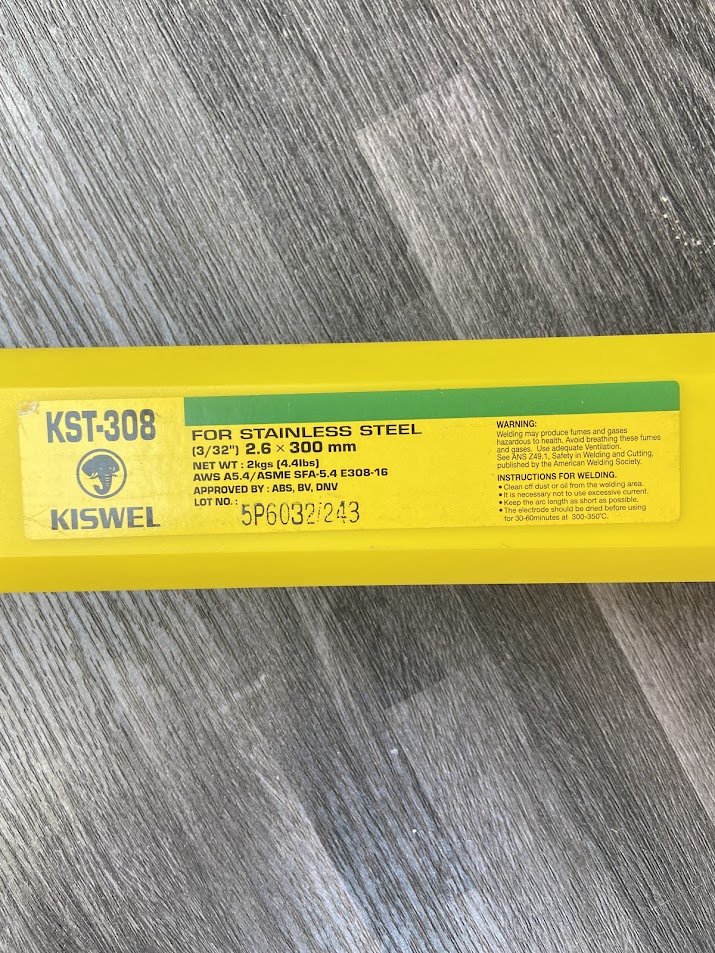 KST-308
KISWEL
FOR STAINLESS STEEL
(3/32") 2.6 × 300 mm
NET WT : 2kgs (4.4lbs)
AWS A5.4/ASME SFA-5.4 E308-16
APPROVED BY : ABS, BV, DNV
LOT NO. :
5P6032/243
WARNING:
Welding may produce fumes and gases
hazardous to health. Avoid breathing these fumes
and gases. Use adequate Ventilation.
See ANS Z49.1, Safety in Welding and Cutting,
published by the American Welding Society.
INSTRUCTIONS FOR WELDING.
• Clean off dust or oil from the welding area.
• It is necessary not to use excessive current.
• Keep the arc length as short as possible.
• The electrode should be dried before using
for 30-60minutes at 300-350°C.